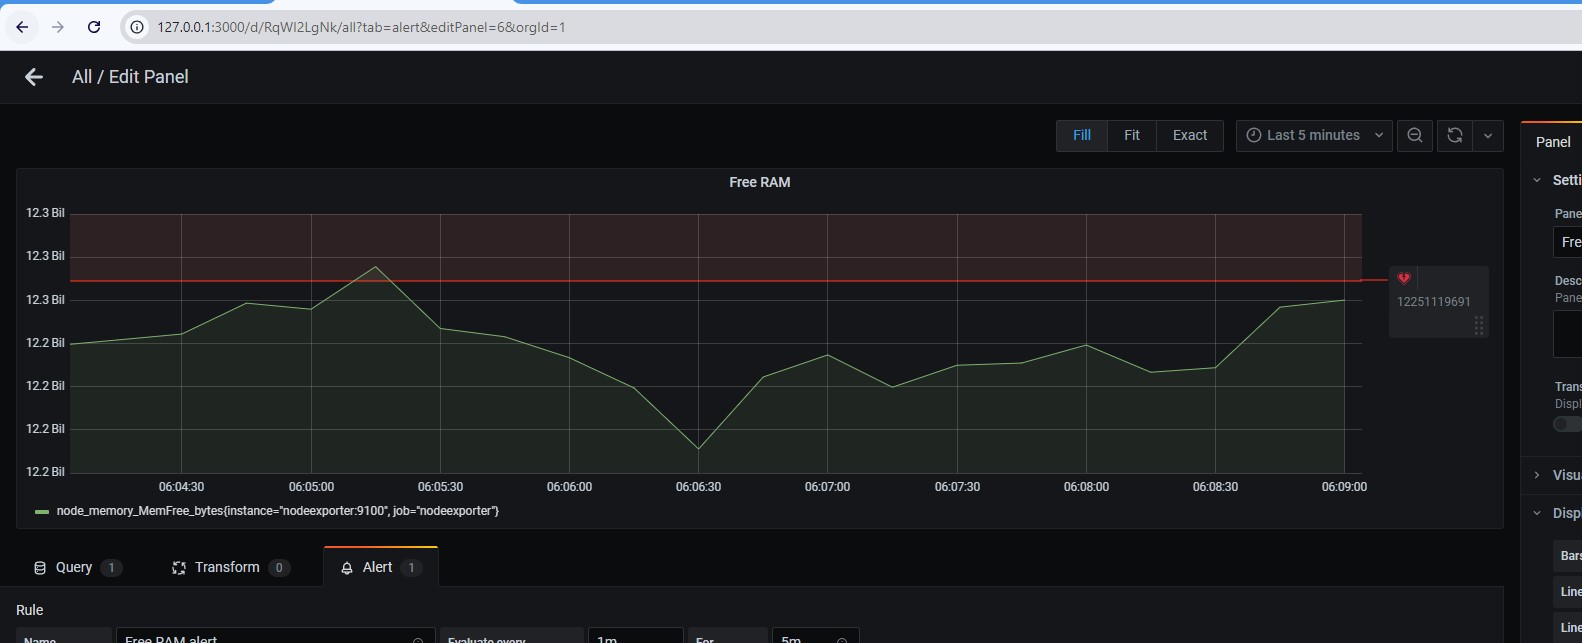 127.0.0.1:3000/d/RqWI2LgNk/all?tab=alert&editPanel=6&orgId=1
All / Edit Panel
Fill Fit Exact Last 5 minutes
Panel
Free RAM
Setti
Pane
Fre
Desc
Pane
Trans
Displ
Visua
Displ
Bars
Line
Line
12.3 Bil
12.3 Bil
12.3 Bil
12.2 Bil
12.2 Bil
12.2 Bil
12.2 Bil
12251119691
06:04:30 06:05:00 06:05:30 06:06:00 06:06:30 06:07:00 06:07:30 06:08:00 06:08:30 06:09:00
node_memory_MemFree_bytes{instance="nodeexporter:9100", job="nodeexporter"}
Query 1 Transform 0 Alert 1
Rule
Name Free RAM alert Evaluate every 1m For 5m